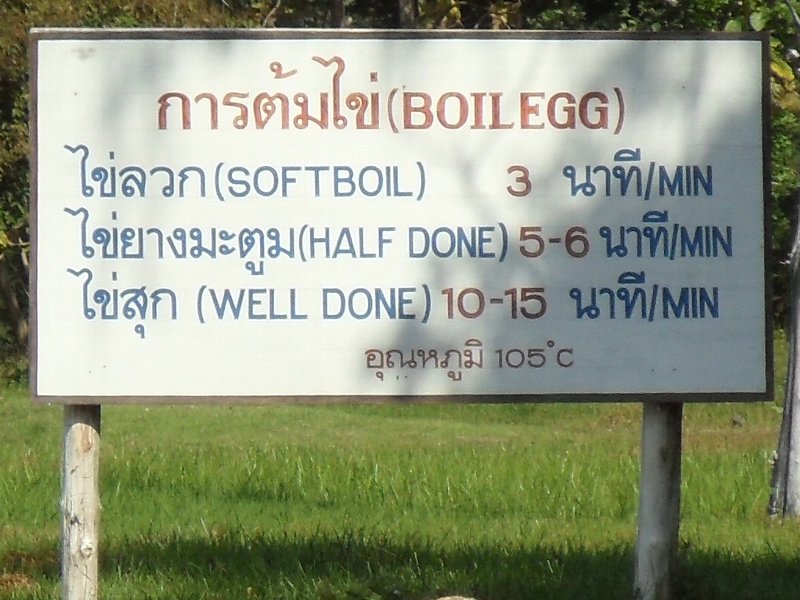 การต้มไข่(BOILEGG)
ไข่ลวก(SOFTBOIL) 3 นาที/MIN
ไข่ยางมะตูม(HALF DONE) 5-6 นาที/MIN
ไข่สุก (WELL DONE) 10-15 นาที/MIN
อุณหภูมิ 105°C